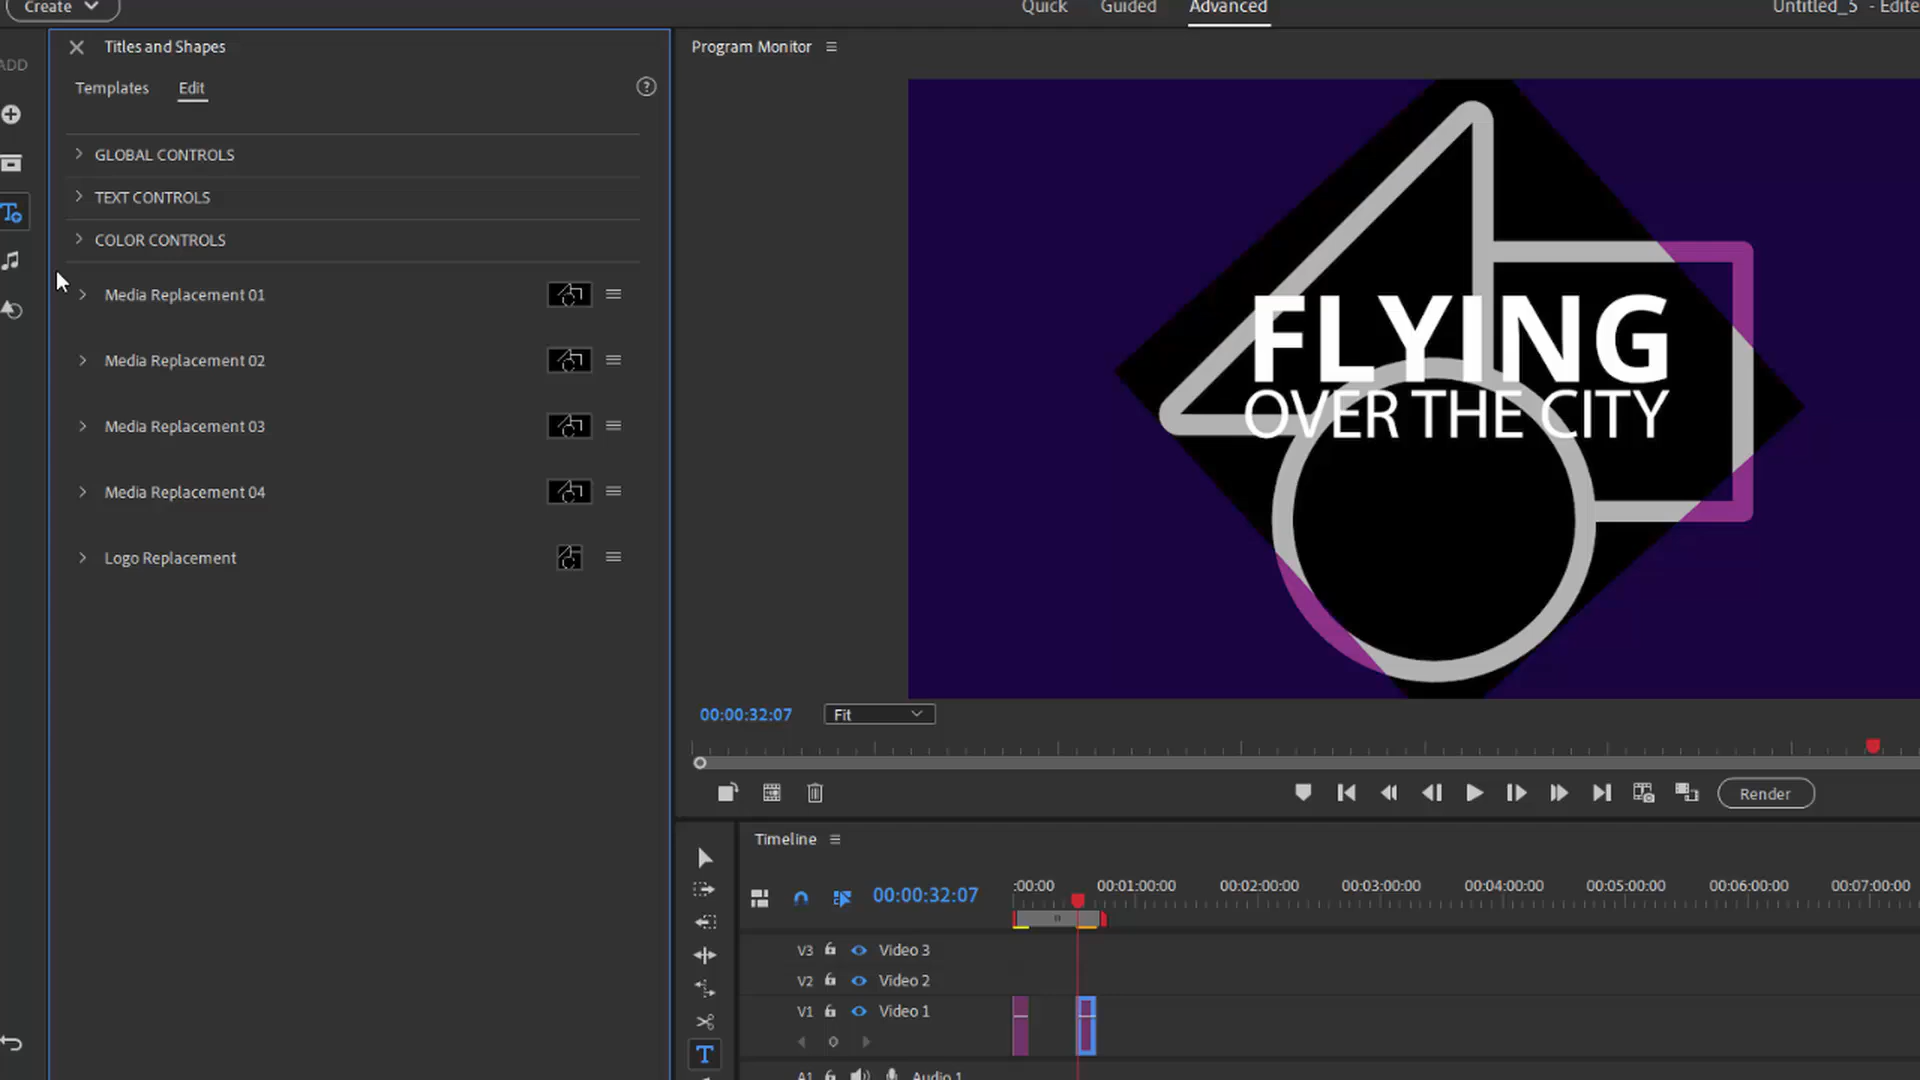 Create
Quick
Guided
Advanced
Untitled_5 - Edite
ADD
Titles and Shapes
Templates
Edit
GLOBAL CONTROLS
TEXT CONTROLS
COLOR CONTROLS
Media Replacement 01
Media Replacement 02
Media Replacement 03
Media Replacement 04
Logo Replacement
Program Monitor
FLYING
OVER THE CITY
00:00:32:07
Fit
Render
Timeline
00:00:32:07
:00:00
00:01:00:00
00:02:00:00
00:03:00:00
00:04:00:00
00:05:00:00
00:06:00:00
00:07:00:00
V3 Video 3
V2 Video 2
V1 Video 1
A1 Audio 1